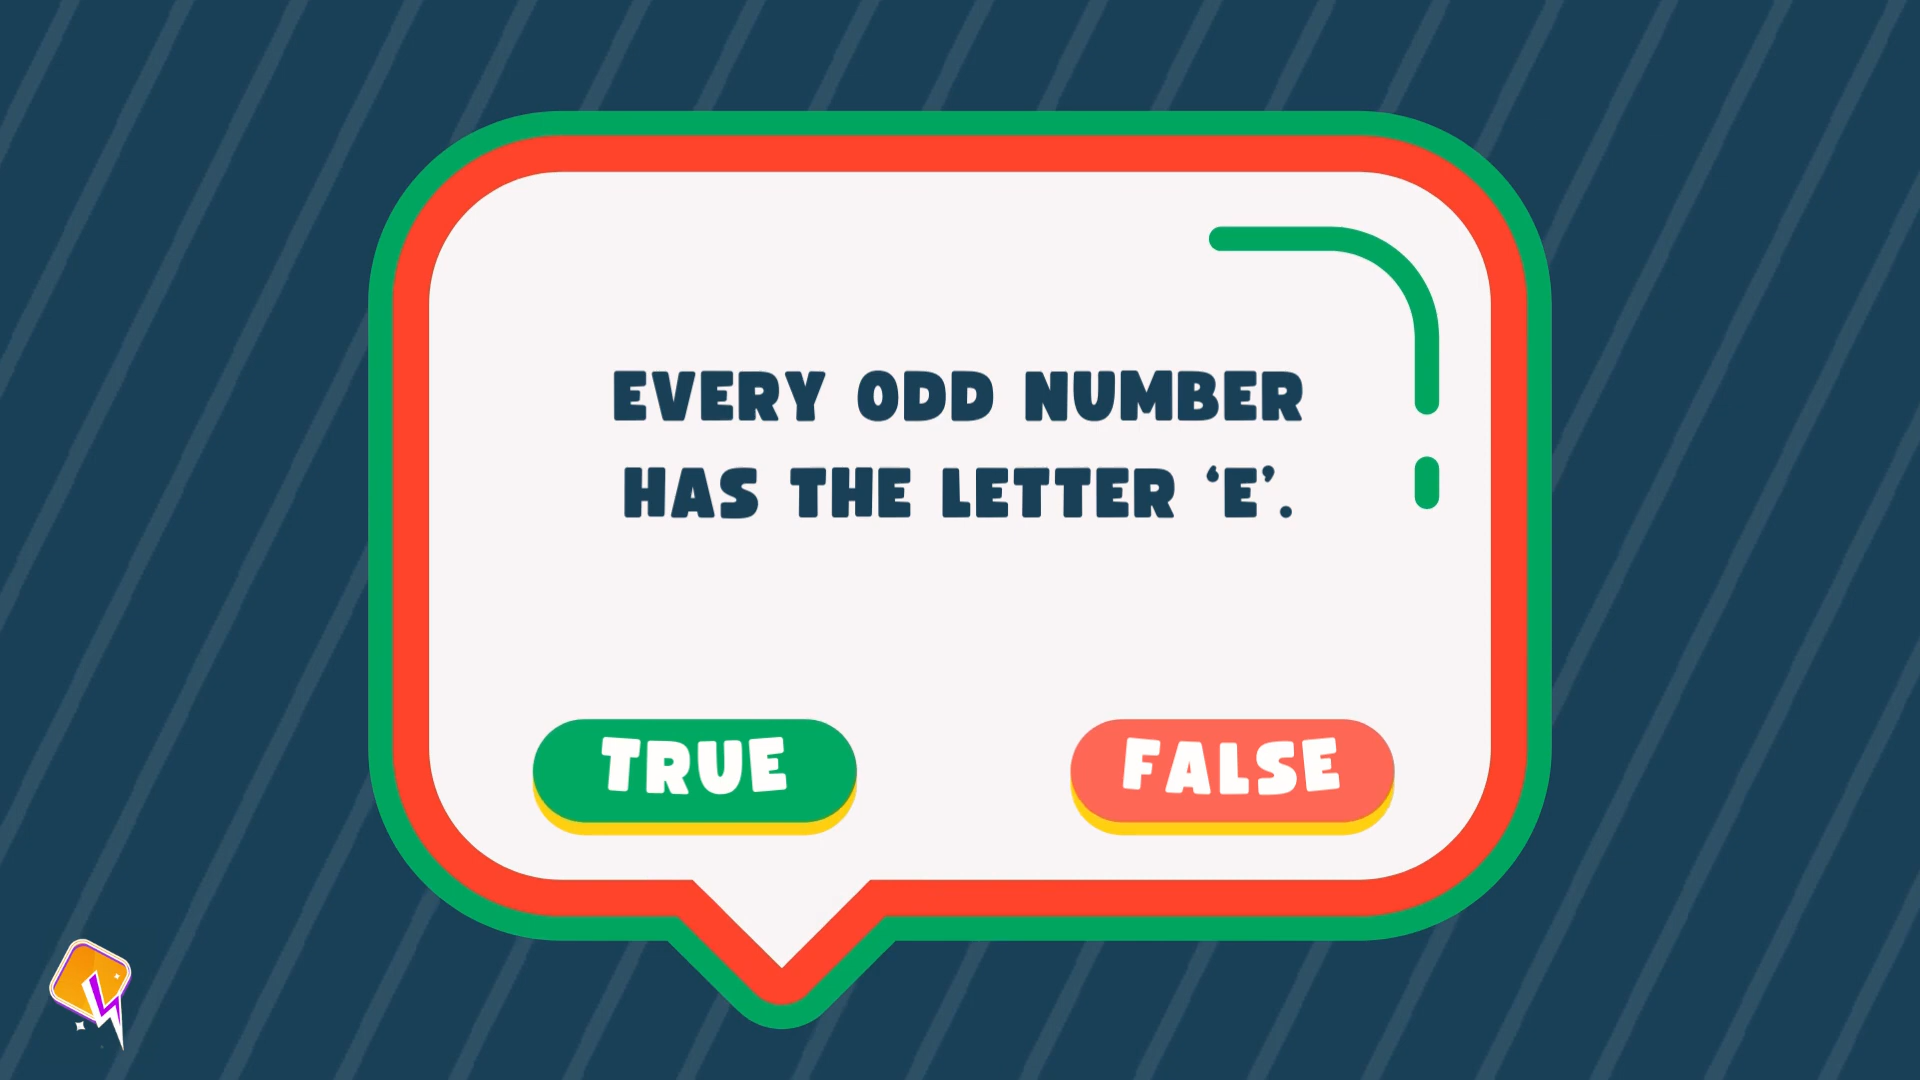 EVERY ODD NUMBER
HAS THE LETTER ‘E’.
TRUE
FALSE